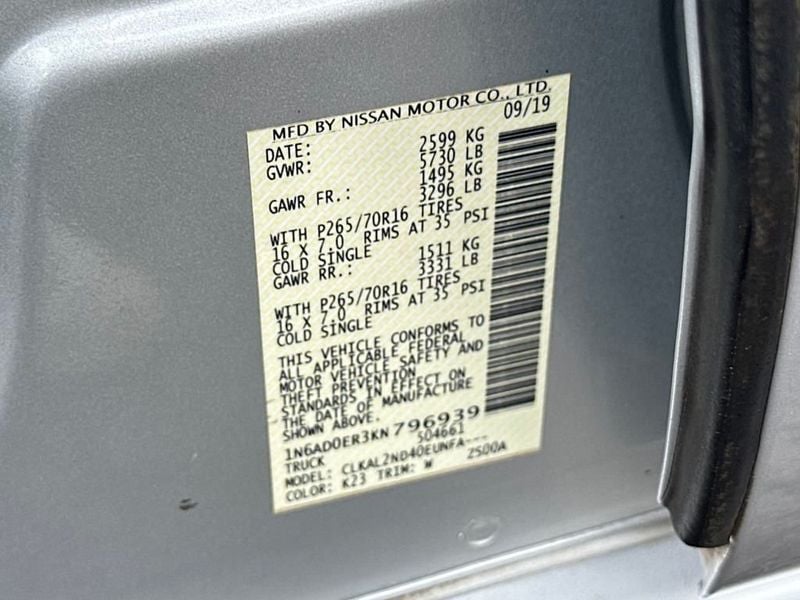 MFD BY NISSAN MOTOR CO., LTD.
DATE: 09/19
GVWR: 2599 KG
5730 LB
GAWR FR.: 1495 KG
3296 LB
WITH P265/70R16 TIRES
16 X 7.0 RIMS AT 35 PSI
COLD SINGLE
GAWR RR.: 1511 KG
3331 LB
WITH P265/70R16 TIRES
16 X 7.0 RIMS AT 35 PSI
COLD SINGLE
THIS VEHICLE CONFORMS TO
ALL APPLICABLE FEDERAL
MOTOR VEHICLE SAFETY AND
THEFT PREVENTION
STANDARDS IN EFFECT ON
THE DATE OF MANUFACTURE
SHOWN ABOVE.
1N6AD0ER3KN796939
TRUCK 504661
MODEL: CLKAL2ND40EUNFA---
COLOR: K23 TRIM: W 2500A